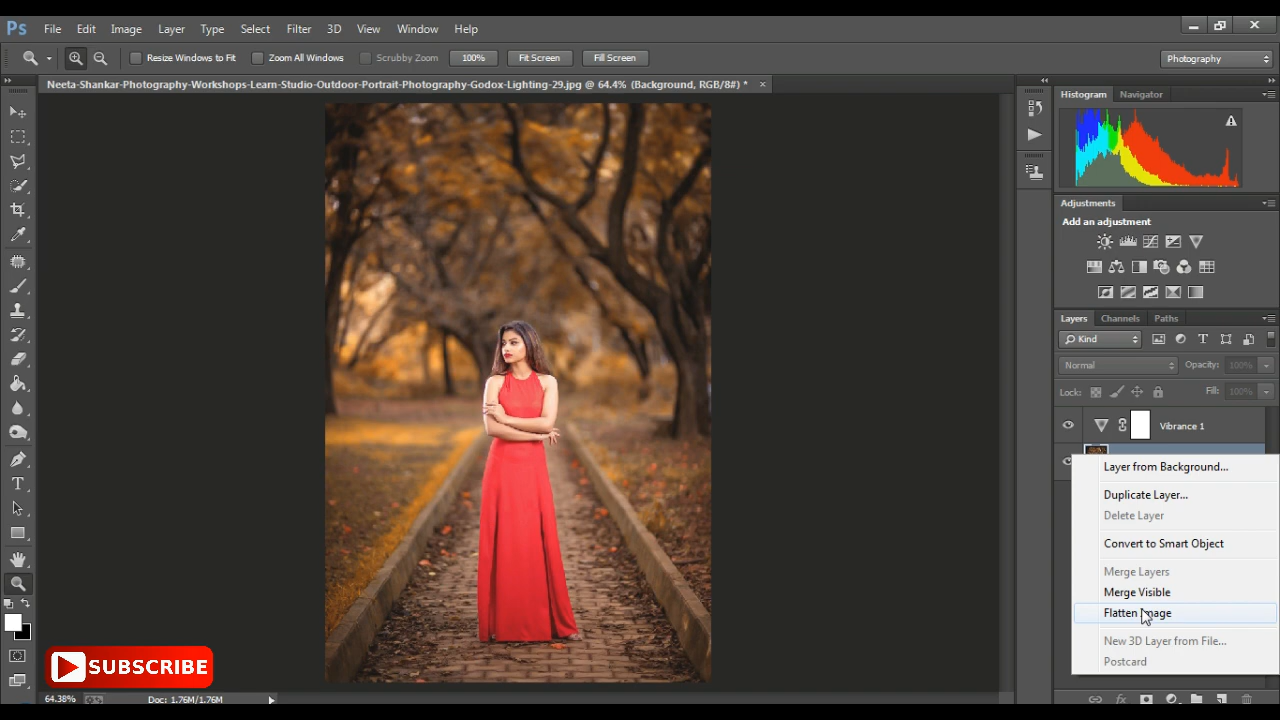 Ps File Edit Image Layer Type Select Filter 3D View Window Help
Resize Windows to Fit Zoom All Windows Scrubby Zoom 100% Fit Screen Fill Screen Photography
Neeta-Shankar-Photography-Workshops-Learn-Studio-Outdoor-Portrait-Photography-Godox-Lighting-29.jpg @ 64.4% (Background, RGB/8#) * ×
Histogram Navigator
Adjustments
Add an adjustment
Layers Channels Paths
Kind
Normal Opacity: 100%
Lock: Fill: 100%
Vibrance 1
Layer from Background...
Duplicate Layer...
Delete Layer
Convert to Smart Object
Merge Layers
Merge Visible
Flatten Image
New 3D Layer from File...
Postcard
SUBSCRIBE
64.38% Doc: 1.76M/1.76M